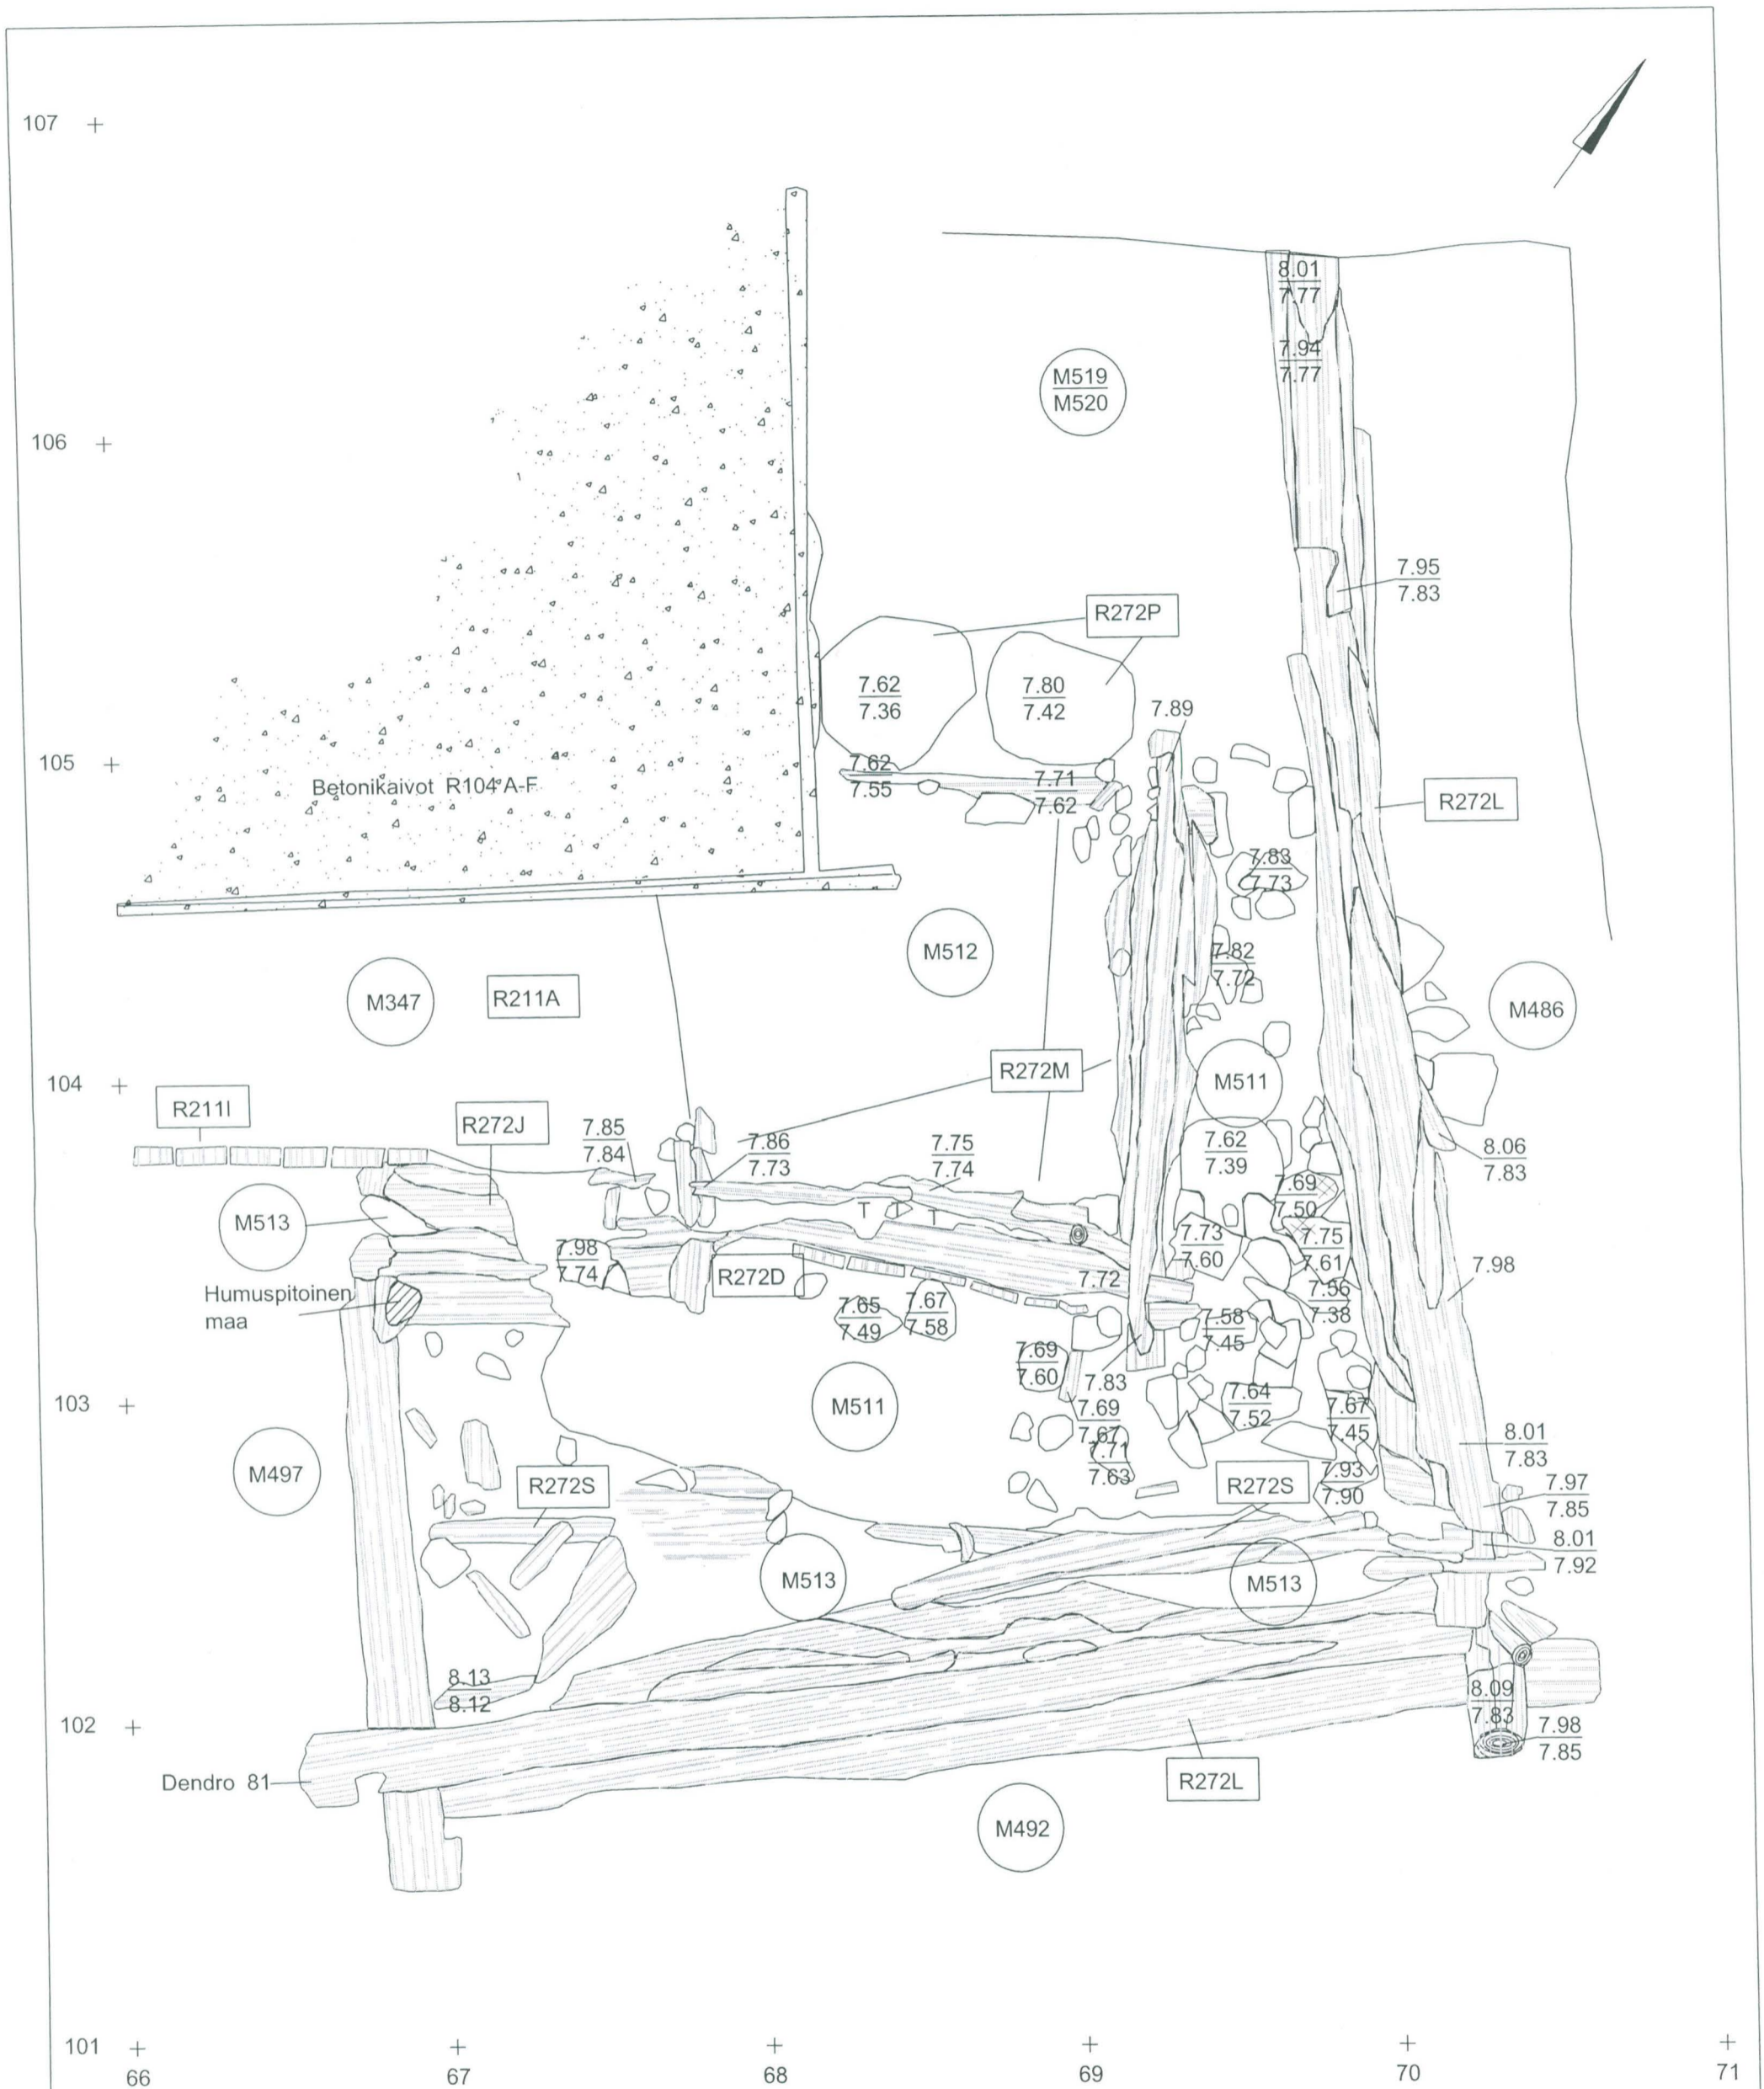 107
8.01
7.77
7.94
7.77
M519
M520
106
7.95
7.83
R272P
7.62
7.36
7.80
7.42
7.89
105
7.62
7.55
7.71
7.62
Betonikaivot R104 A-F
R272L
7.83
7.73
M512
7.82
7.72
M347
R211A
M486
R272M
M511
104
R211I
R272J
7.85
7.84
7.86
7.73
7.75
7.74
7.62
7.39
8.06
7.83
7.69
7.50
M513
T T T
7.98
7.74
R272D
7.73
7.60
7.75
7.61
7.98
7.72
Humuspitoinen
maa
7.56
7.38
7.65
7.49
7.67
7.58
7.58
7.45
7.69
7.60
7.83
103
M511
7.69
7.67
7.64
7.52
7.67
7.45
8.01
7.83
7.71
7.63
M497
R272S
R272S
7.93
7.90
7.97
7.85
8.01
7.92
M513
M513
8.13
8.12
8.09
7.83
102
7.98
7.85
Dendro 81
R272L
M492
101
66 67 68 69 70 71